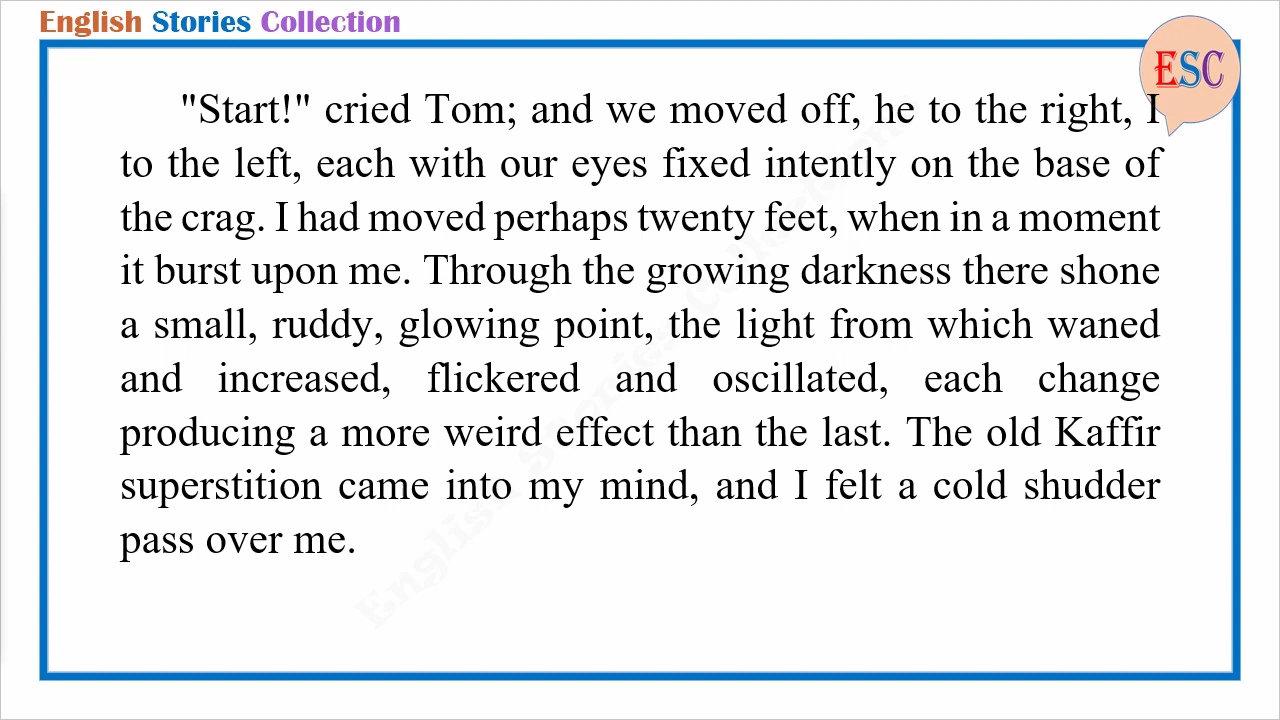 English Stories Collection
ESC
"Start!" cried Tom; and we moved off, he to the right, I
to the left, each with our eyes fixed intently on the base of
the crag. I had moved perhaps twenty feet, when in a moment
it burst upon me. Through the growing darkness there shone
a small, ruddy, glowing point, the light from which waned
and increased, flickered and oscillated, each change
producing a more weird effect than the last. The old Kaffir
superstition came into my mind, and I felt a cold shudder
pass over me.
English Stories Collection